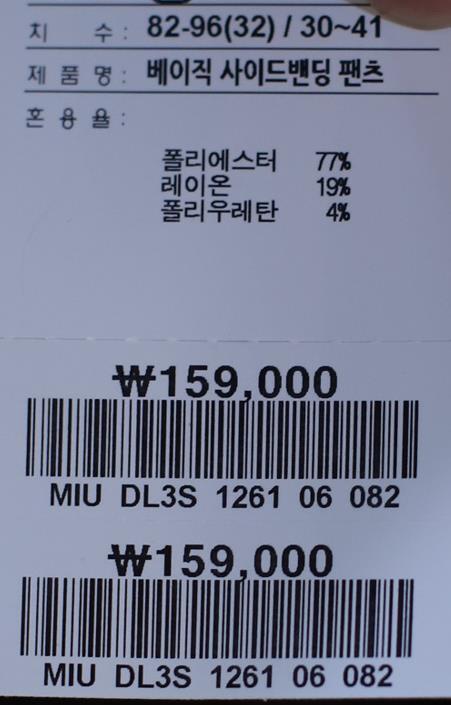 치 수 : 82-96(32) / 30~41
제 품 명 : 베이직 사이드밴딩 팬츠
혼 용 율 :
폴리에스터 77%
레이온 19%
폴리우레탄 4%
₩159,000
MIU DL3S 1261 06 082
₩159,000
MIU DL3S 1261 06 082